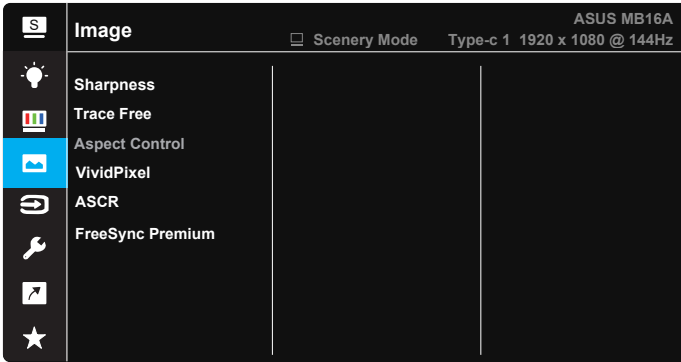 S
Image
ASUS MB16A
Scenery Mode Type-c 1 1920 x 1080 @ 144Hz
Sharpness
Trace Free
Aspect Control
VividPixel
ASCR
FreeSync Premium